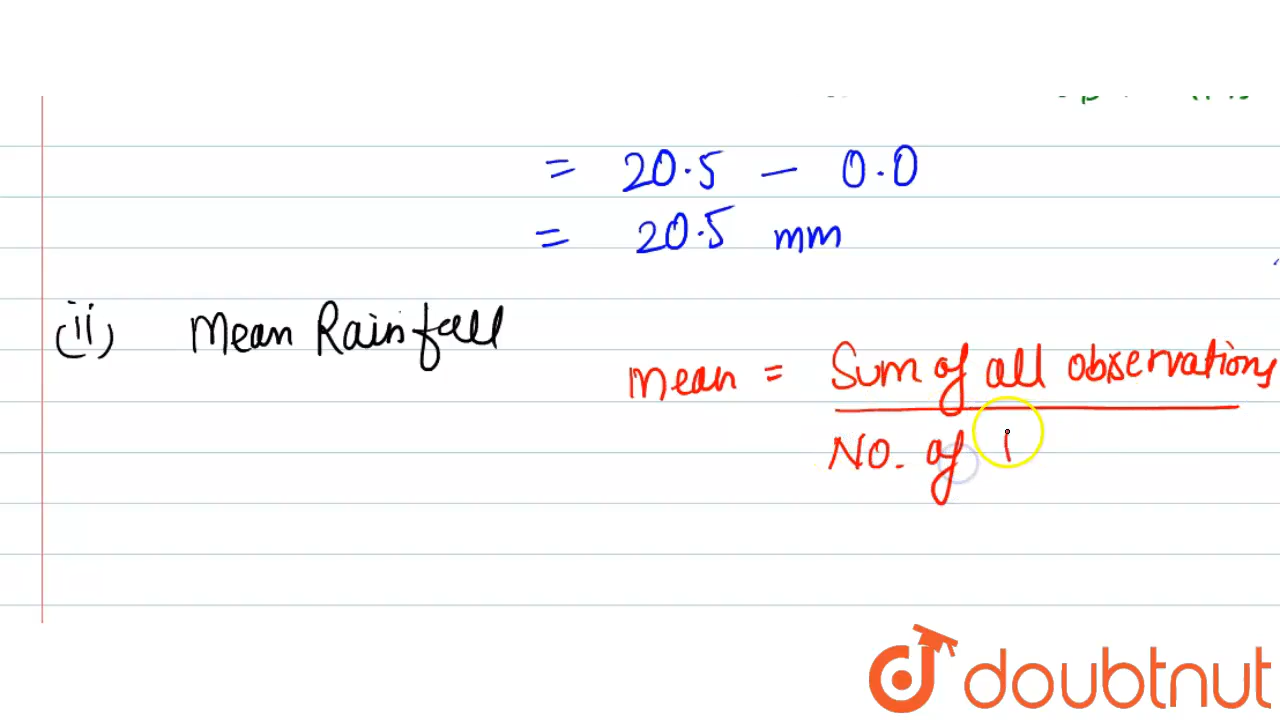 = 20.5 - 0.0
= 20.5 mm
(ii) Mean Rainfall
mean = Sum of all observations
No. of
doubtnut